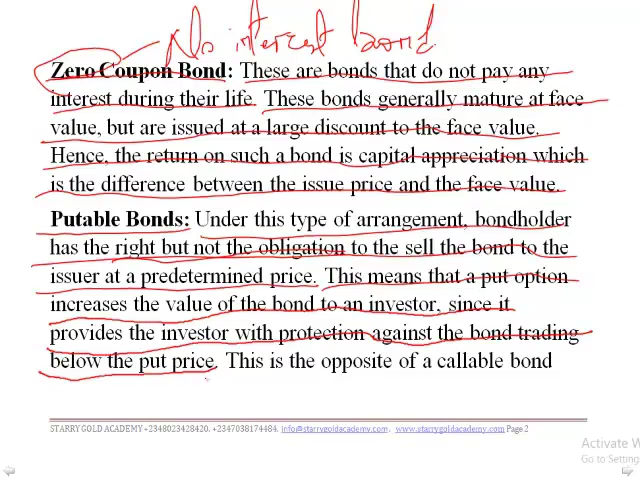 No interest bond
Zero Coupon Bond: These are bonds that do not pay any
interest during their life. These bonds generally mature at face
value, but are issued at a large discount to the face value.
Hence, the return on such a bond is capital appreciation which
is the difference between the issue price and the face value.
Putable Bonds: Under this type of arrangement, bondholder
has the right but not the obligation to the sell the bond to the
issuer at a predetermined price. This means that a put option
increases the value of the bond to an investor, since it
provides the investor with protection against the bond trading
below the put price. This is the opposite of a callable bond
STARRY GOLD ACADEMY +2348023428420, +2347038174484, info@starrygoldacademy.com, www.starrygoldacademy.com Page 2
Activate W
Go to Setting